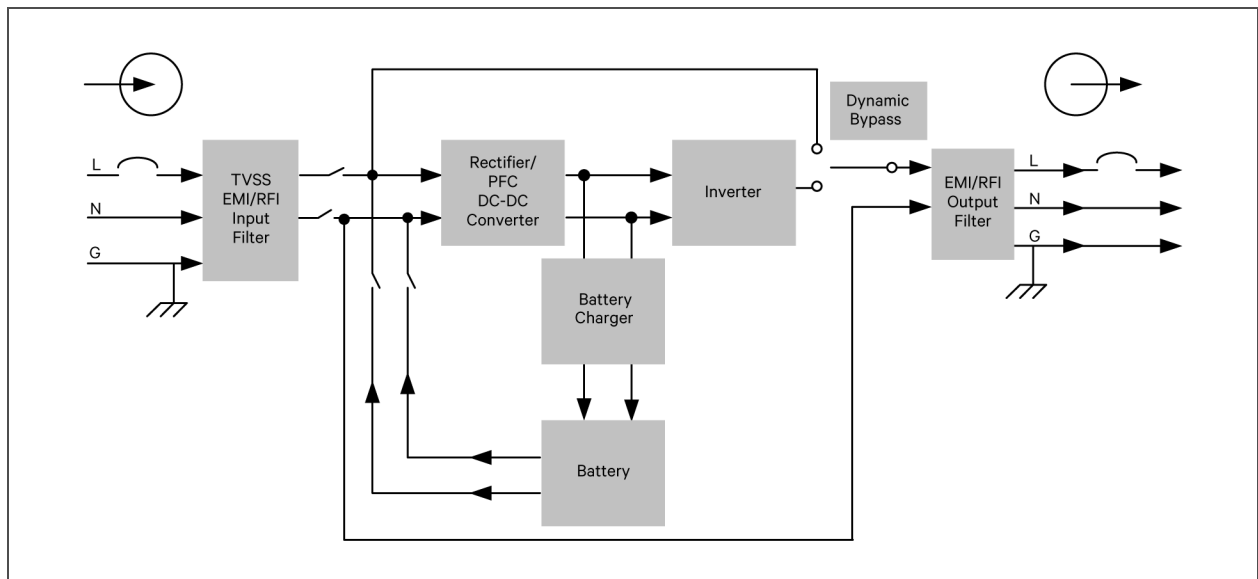 Dynamic
Bypass
L
N
G
TVSS
EMI/RFI
Input
Filter
Rectifier/
PFC
DC-DC
Converter
Inverter
EMI/RFI
Output
Filter
L
N
G
Battery
Charger
Battery